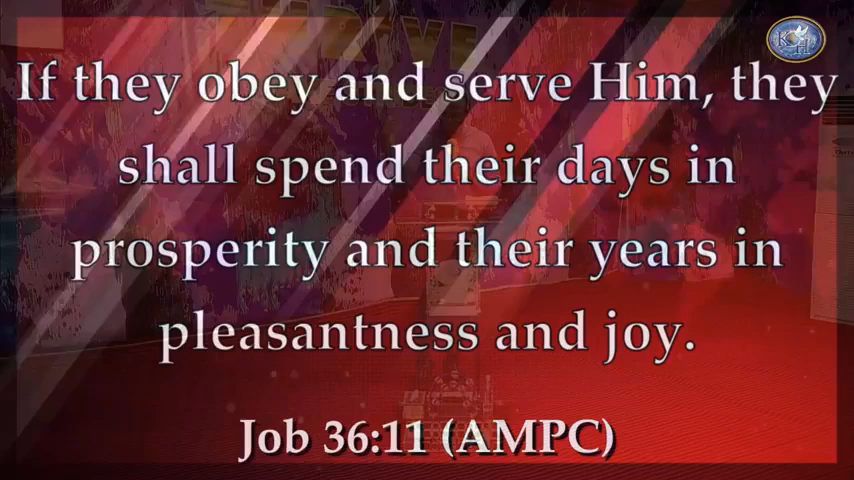 If they obey and serve Him, they
shall spend their days in
prosperity and their years in
pleasantness and joy.
Job 36:11 (AMPC)